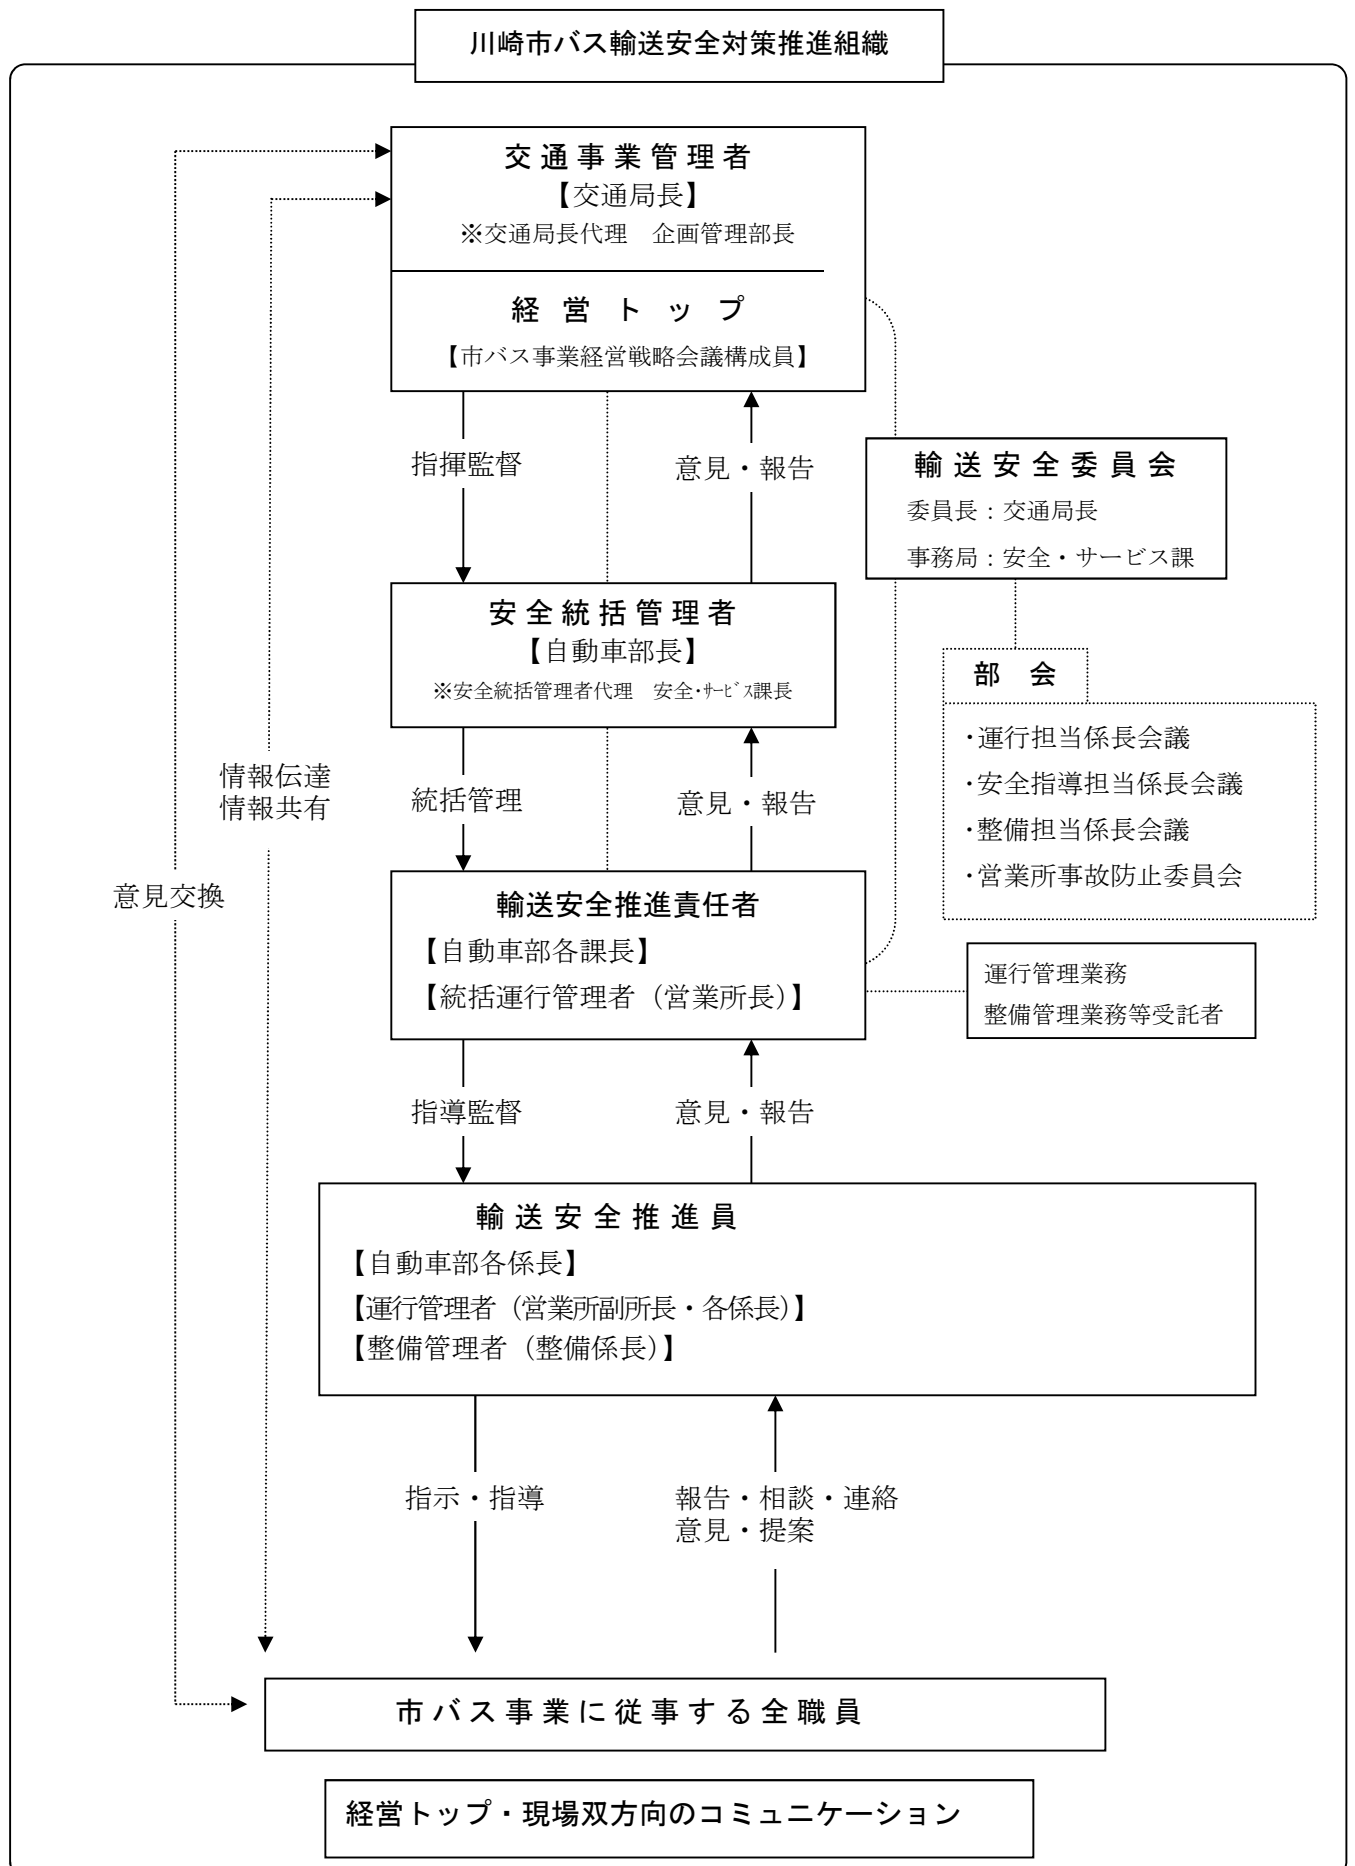 川崎市バス輸送安全対策推進組織
交通事業管理者
【交通局長】
※交通局長代理　企画管理部長
経営トップ
【市バス事業経営戦略会議構成員】
指揮監督
意見・報告
輸送安全委員会
委員長：交通局長
事務局：安全・サービス課
安全統括管理者
【自動車部長】
※安全統括管理者代理　安全・ｻｰﾋﾞｽ課長
部　会
・運行担当係長会議
・安全指導担当係長会議
・整備担当係長会議
・営業所事故防止委員会
情報伝達
情報共有
統括管理
意見・報告
意見交換
輸送安全推進責任者
【自動車部各課長】
【統括運行管理者（営業所長）】
運行管理業務
整備管理業務等受託者
指導監督
意見・報告
輸送安全推進員
【自動車部各係長】
【運行管理者（営業所副所長・各係長）】
【整備管理者（整備係長）】
指示・指導
報告・相談・連絡
意見・提案
市バス事業に従事する全職員
経営トップ・現場双方向のコミュニケーション